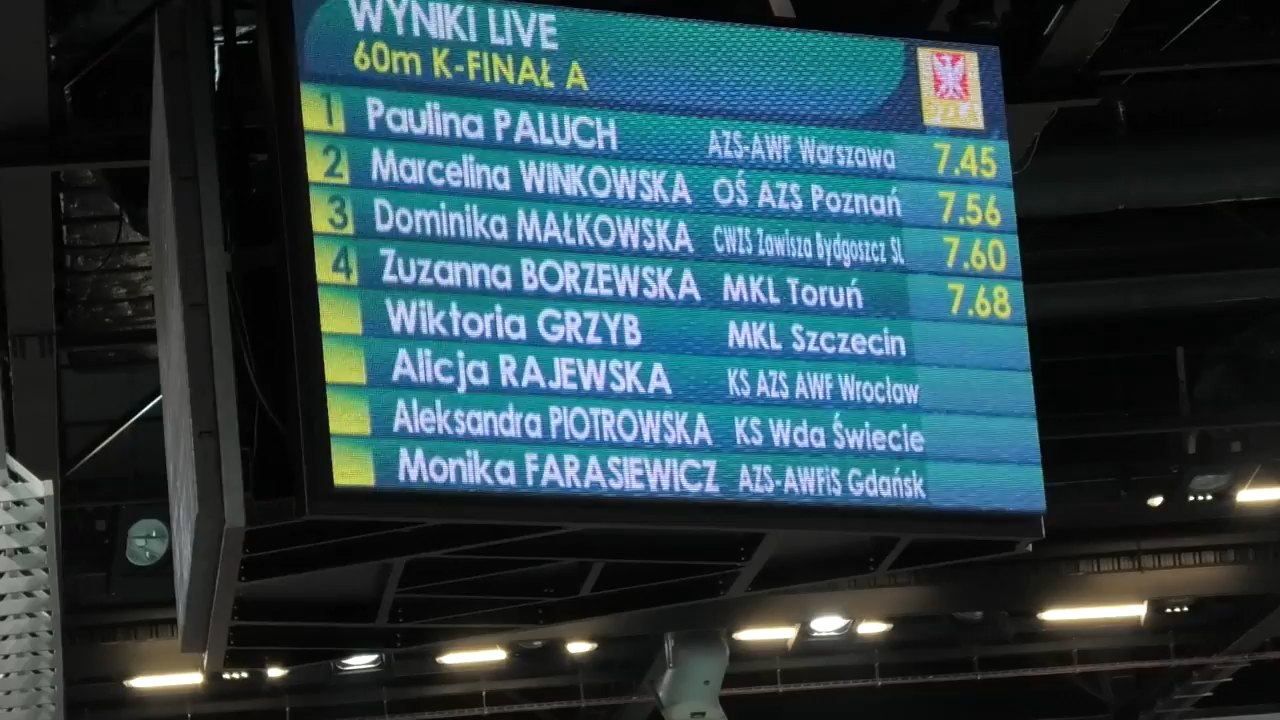 WYNIKI LIVE
60m K-FINAŁ A
1 Paulina PALUCH AZS-AWF Warszawa 7.45
2 Marcelina WINKOWSKA OŚ AZS Poznań 7.56
3 Dominika MAŁKOWSKA CWZS Zawisza Bydgoszcz SL 7.60
4 Zuzanna BORZEWSKA MKL Toruń 7.68
Wiktoria GRZYB MKL Szczecin
Alicja RAJEWSKA KS AZS AWF Wrocław
Aleksandra PIOTROWSKA KS Wda Świecie
Monika FARASIEWICZ AZS-AWFiS Gdańsk